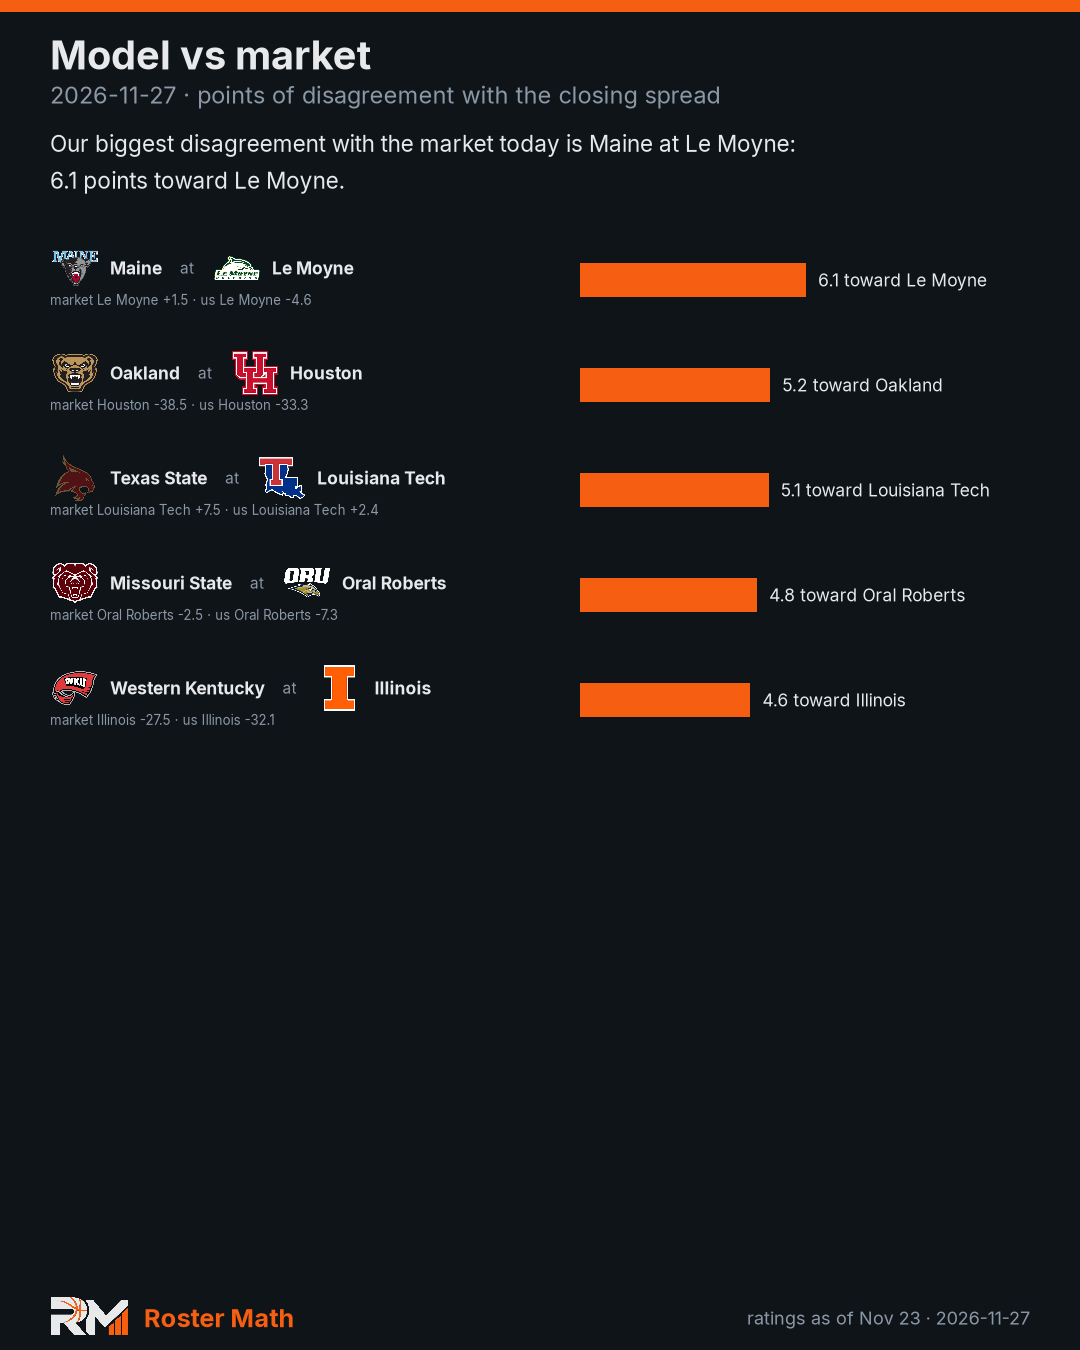 Model vs market
2026-11-27 · points of disagreement with the closing spread
Our biggest disagreement with the market today is Maine at Le Moyne:
6.1 points toward Le Moyne.
MAINE Maine at LE MOYNE Le Moyne
market Le Moyne +1.5 · us Le Moyne -4.6
6.1 toward Le Moyne
Oakland at UH Houston
market Houston -38.5 · us Houston -33.3
5.2 toward Oakland
Texas State at T Louisiana Tech
market Louisiana Tech +7.5 · us Louisiana Tech +2.4
5.1 toward Louisiana Tech
Missouri State at ORU Oral Roberts
market Oral Roberts -2.5 · us Oral Roberts -7.3
4.8 toward Oral Roberts
WKU Western Kentucky at I Illinois
market Illinois -27.5 · us Illinois -32.1
4.6 toward Illinois
RM Roster Math
ratings as of Nov 23 · 2026-11-27